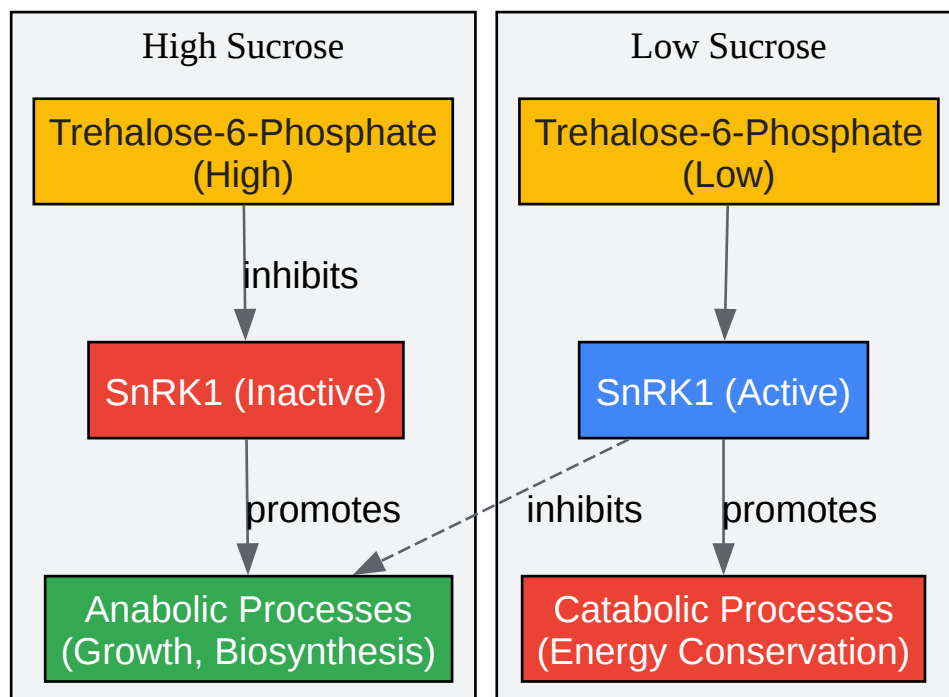 High Sucrose
Trehalose-6-Phosphate
(High)
inhibits
SnRK1 (Inactive)
promotes
Anabolic Processes
(Growth, Biosynthesis)
Low Sucrose
Trehalose-6-Phosphate
(Low)
SnRK1 (Active)
inhibits
promotes
Catabolic Processes
(Energy Conservation)